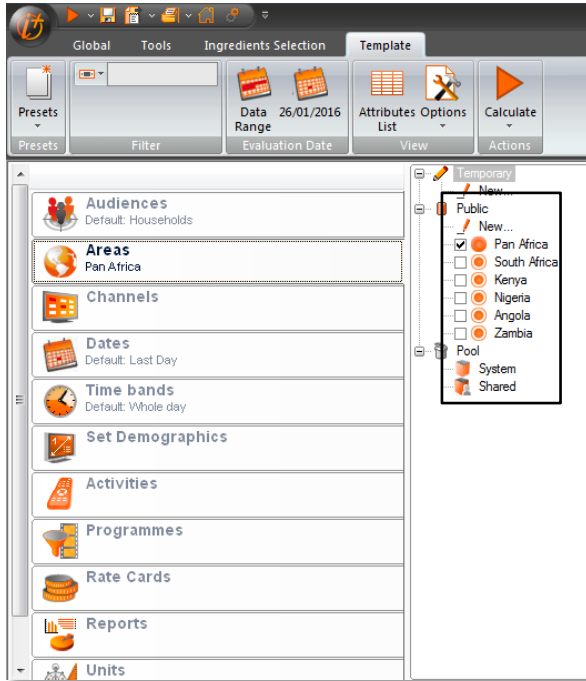 Global Tools Ingredients Selection Template
Presets
Data Range
26/01/2016
Attributes List
Options
Calculate
Presets Filter Evaluation Date View Actions
Audiences
Default: Households
Areas
Pan Africa
Channels
Dates
Default: Last Day
Time bands
Default: Whole day
Set Demographics
Activities
Programmes
Rate Cards
Reports
Units
Temporary
New...
Public
New...
Pan Africa
South Africa
Kenya
Nigeria
Angola
Zambia
Pool
System
Shared